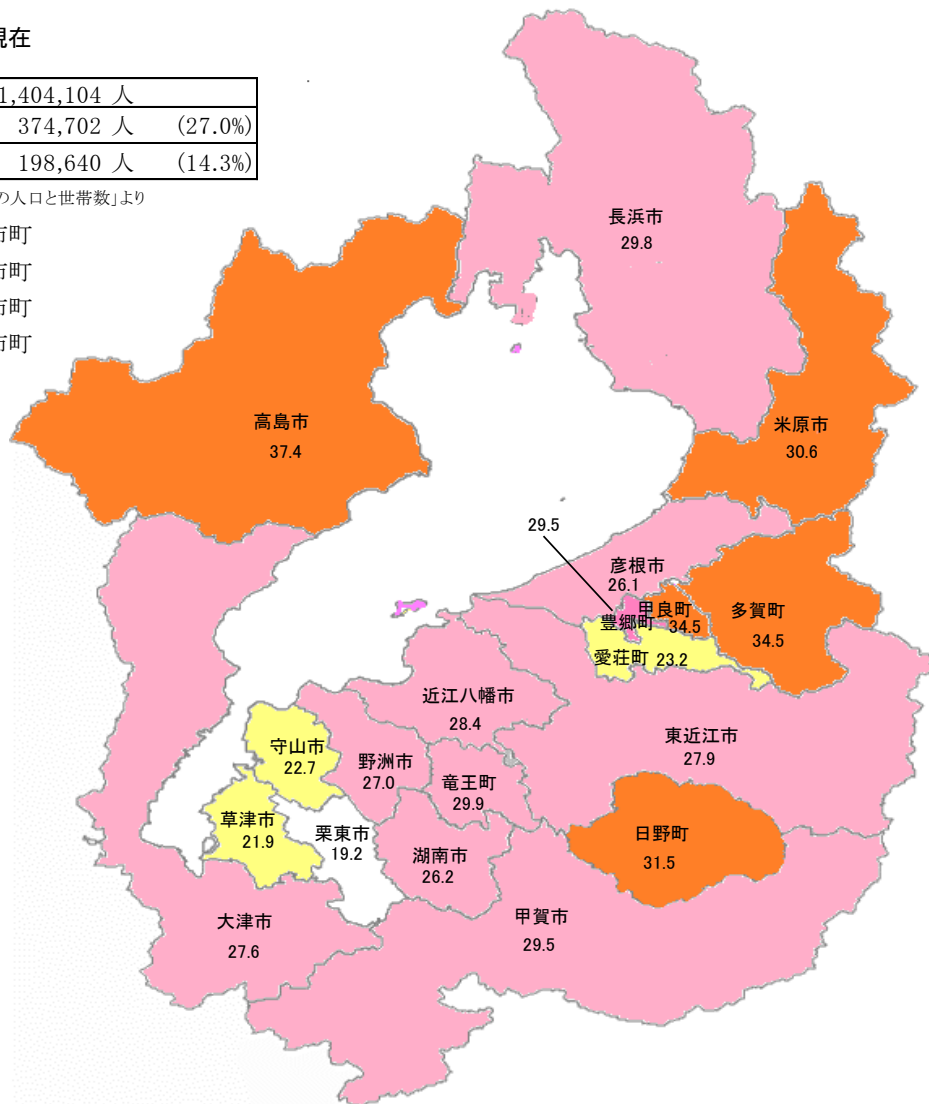 現在
1,404,104 人
374,702 人 (27.0%)
198,640 人 (14.3%)
の人口と世帯数」より
市町
市町
市町
市町
長浜市
29.8
高島市
37.4
米原市
30.6
29.5
彦根市
26.1
豊郷町
甲良町
34.5
多賀町
34.5
愛荘町 23.2
近江八幡市
28.4
東近江市
27.9
守山市
22.7
野洲市
27.0
竜王町
29.9
草津市
21.9
栗東市
19.2
湖南市
26.2
日野町
31.5
大津市
27.6
甲賀市
29.5